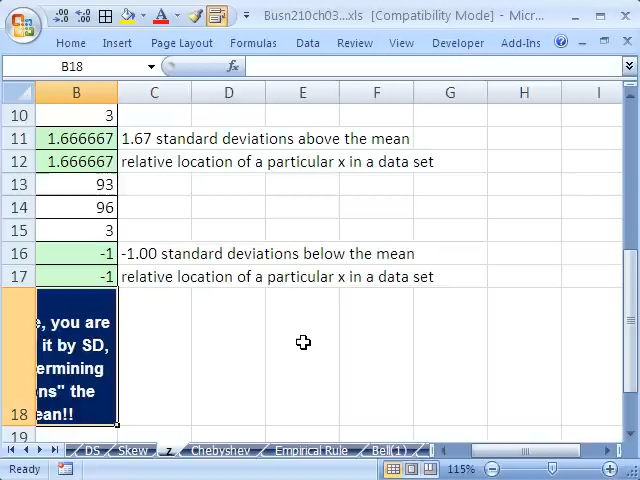 Busn210ch03...xls [Compatibility Mode] - Micr...
Home Insert Page Layout Formulas Data Review View Developer Add-Ins
B18 fx
B C D E F G H I
10 3
11 1.666667 1.67 standard deviations above the mean
12 1.666667 relative location of a particular x in a data set
13 93
14 96
15 3
16 -1 -1.00 standard deviations below the mean
17 -1 relative location of a particular x in a data set
e, you are
it by SD,
ermining
ns" the
18 ean!!
19
DS Skew z Chebyshev Empirical Rule Bell(1)
Ready 115%